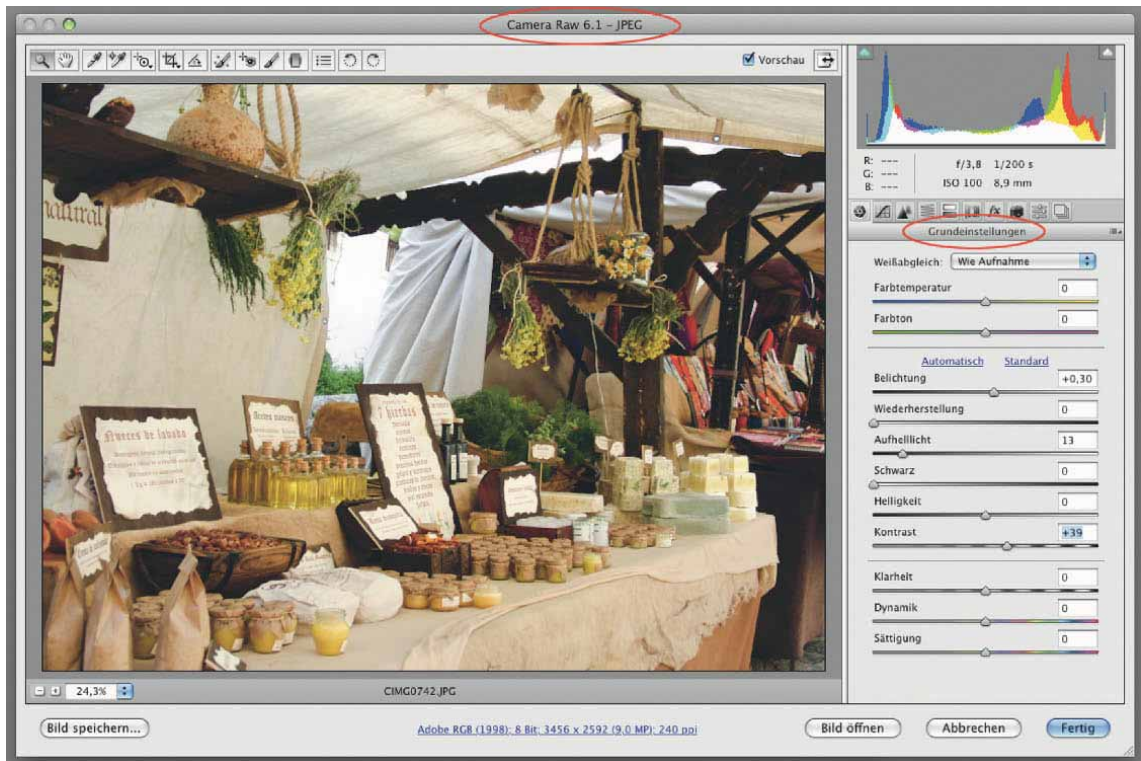 Camera Raw 6.1 – JPEG
Vorschau
R: ---
G: ---
B: ---
f/3,8 1/200 s
ISO 100 8,9 mm
Grundeinstellungen
Weißabgleich: Wie Aufnahme
Farbtemperatur 0
Farbton 0
Automatisch Standard
Belichtung +0,30
Wiederherstellung 0
Aufhelllicht 13
Schwarz 0
Helligkeit 0
Kontrast +39
Klarheit 0
Dynamik 0
Sättigung 0
natural
Nueces de lavado
7 hierbas
24,3%
CIMG0742.JPG
Bild speichern...
Adobe RGB (1998); 8 Bit; 3456 x 2592 (9,0 MP); 240 ppi
Bild öffnen
Abbrechen
Fertig